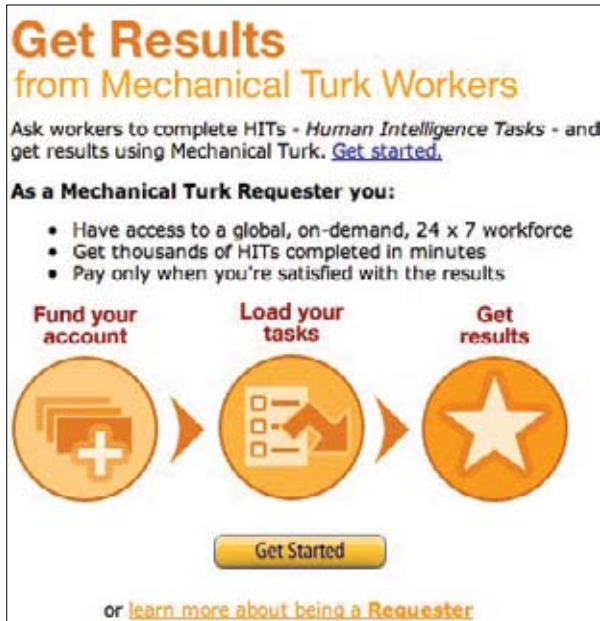 Get Results
from Mechanical Turk Workers
Ask workers to complete HITs - Human Intelligence Tasks - and
get results using Mechanical Turk. Get started.
As a Mechanical Turk Requester you:
• Have access to a global, on-demand, 24 x 7 workforce
• Get thousands of HITs completed in minutes
• Pay only when you're satisfied with the results
Fund your
account
Load your
tasks
Get
results
Get Started
or learn more about being a Requester